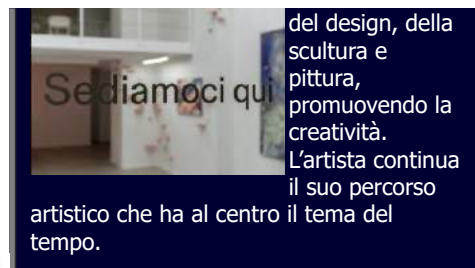 del design, della
scultura e
Sediamoci qui
pittura,
promuovendo la
creatività.
L'artista continua
il suo percorso
artistico che ha al centro il tema del
tempo.